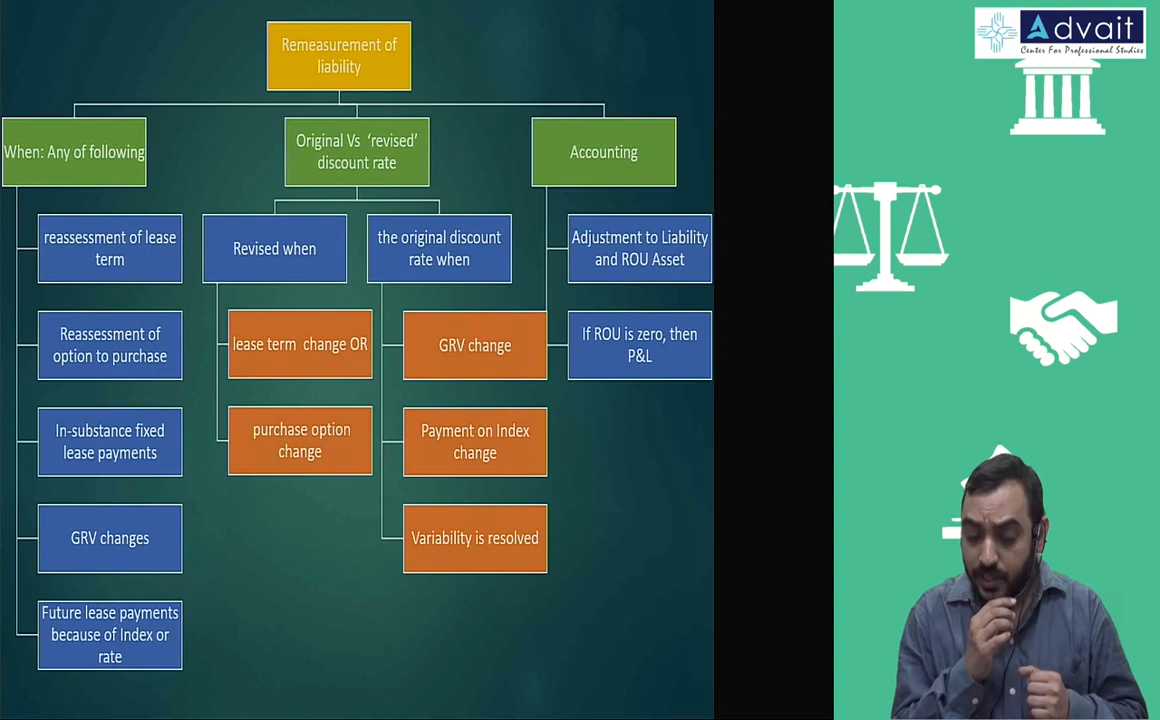 Remeasurement of
liability
When: Any of following
Original Vs ‘revised’
discount rate
Accounting
reassessment of lease
term
Reassessment of
option to purchase
In-substance fixed
lease payments
GRV changes
Future lease payments
because of Index or
rate
Revised when
lease term change OR
purchase option
change
the original discount
rate when
GRV change
Payment on Index
change
Variability is resolved
Adjustment to Liability
and ROU Asset
If ROU is zero, then
P&L
Advait
Center For Professional Studies